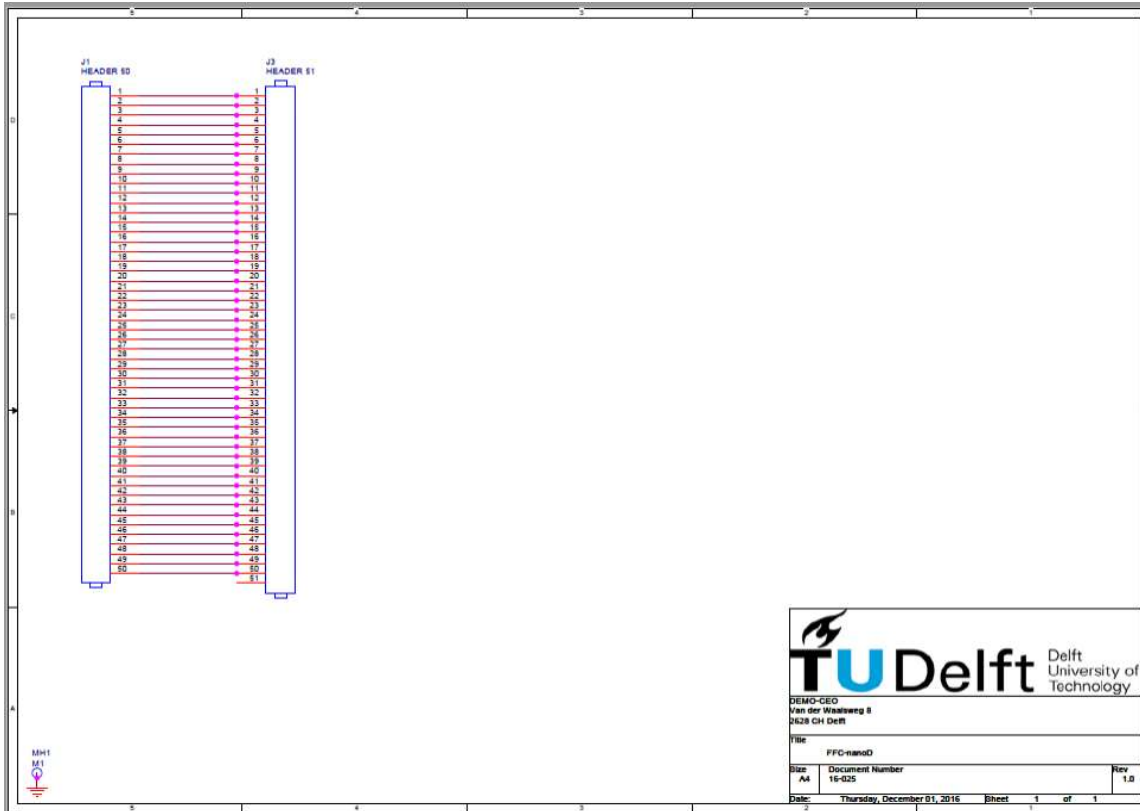 5 4 3 2 1
J1
HEADER 50
J3
HEADER 51
1 1
2 2
3 3
4 4
5 5
6 6
7 7
8 8
9 9
10 10
11 11
12 12
13 13
14 14
15 15
16 16
17 17
18 18
19 19
20 20
21 21
22 22
23 23
24 24
25 25
26 26
27 27
28 28
29 29
30 30
31 31
32 32
33 33
34 34
35 35
36 36
37 37
38 38
39 39
40 40
41 41
42 42
43 43
44 44
45 45
46 46
47 47
48 48
49 49
50 50
51
D
C
B
A
TU Delft
Delft
University of
Technology
DEMO-CEO
Van der Waalsweg 8
2628 CH Delft
Title
FFC-nanoD
Size Document Number Rev
A4 16-025 1.0
Date: Thursday, December 01, 2016 Sheet 1 of 1
MH1
M1
5 4 3 2 1